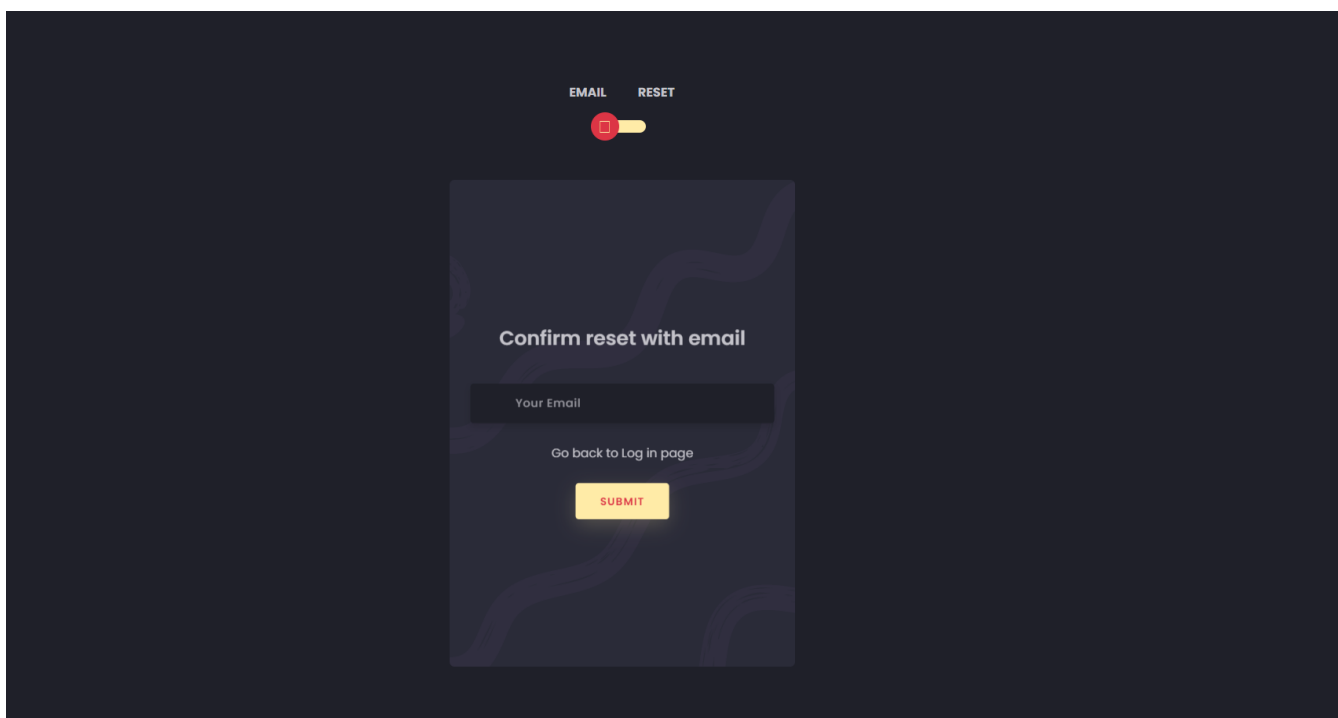 EMAIL RESET
Confirm reset with email
Your Email
Go back to Log in page
SUBMIT